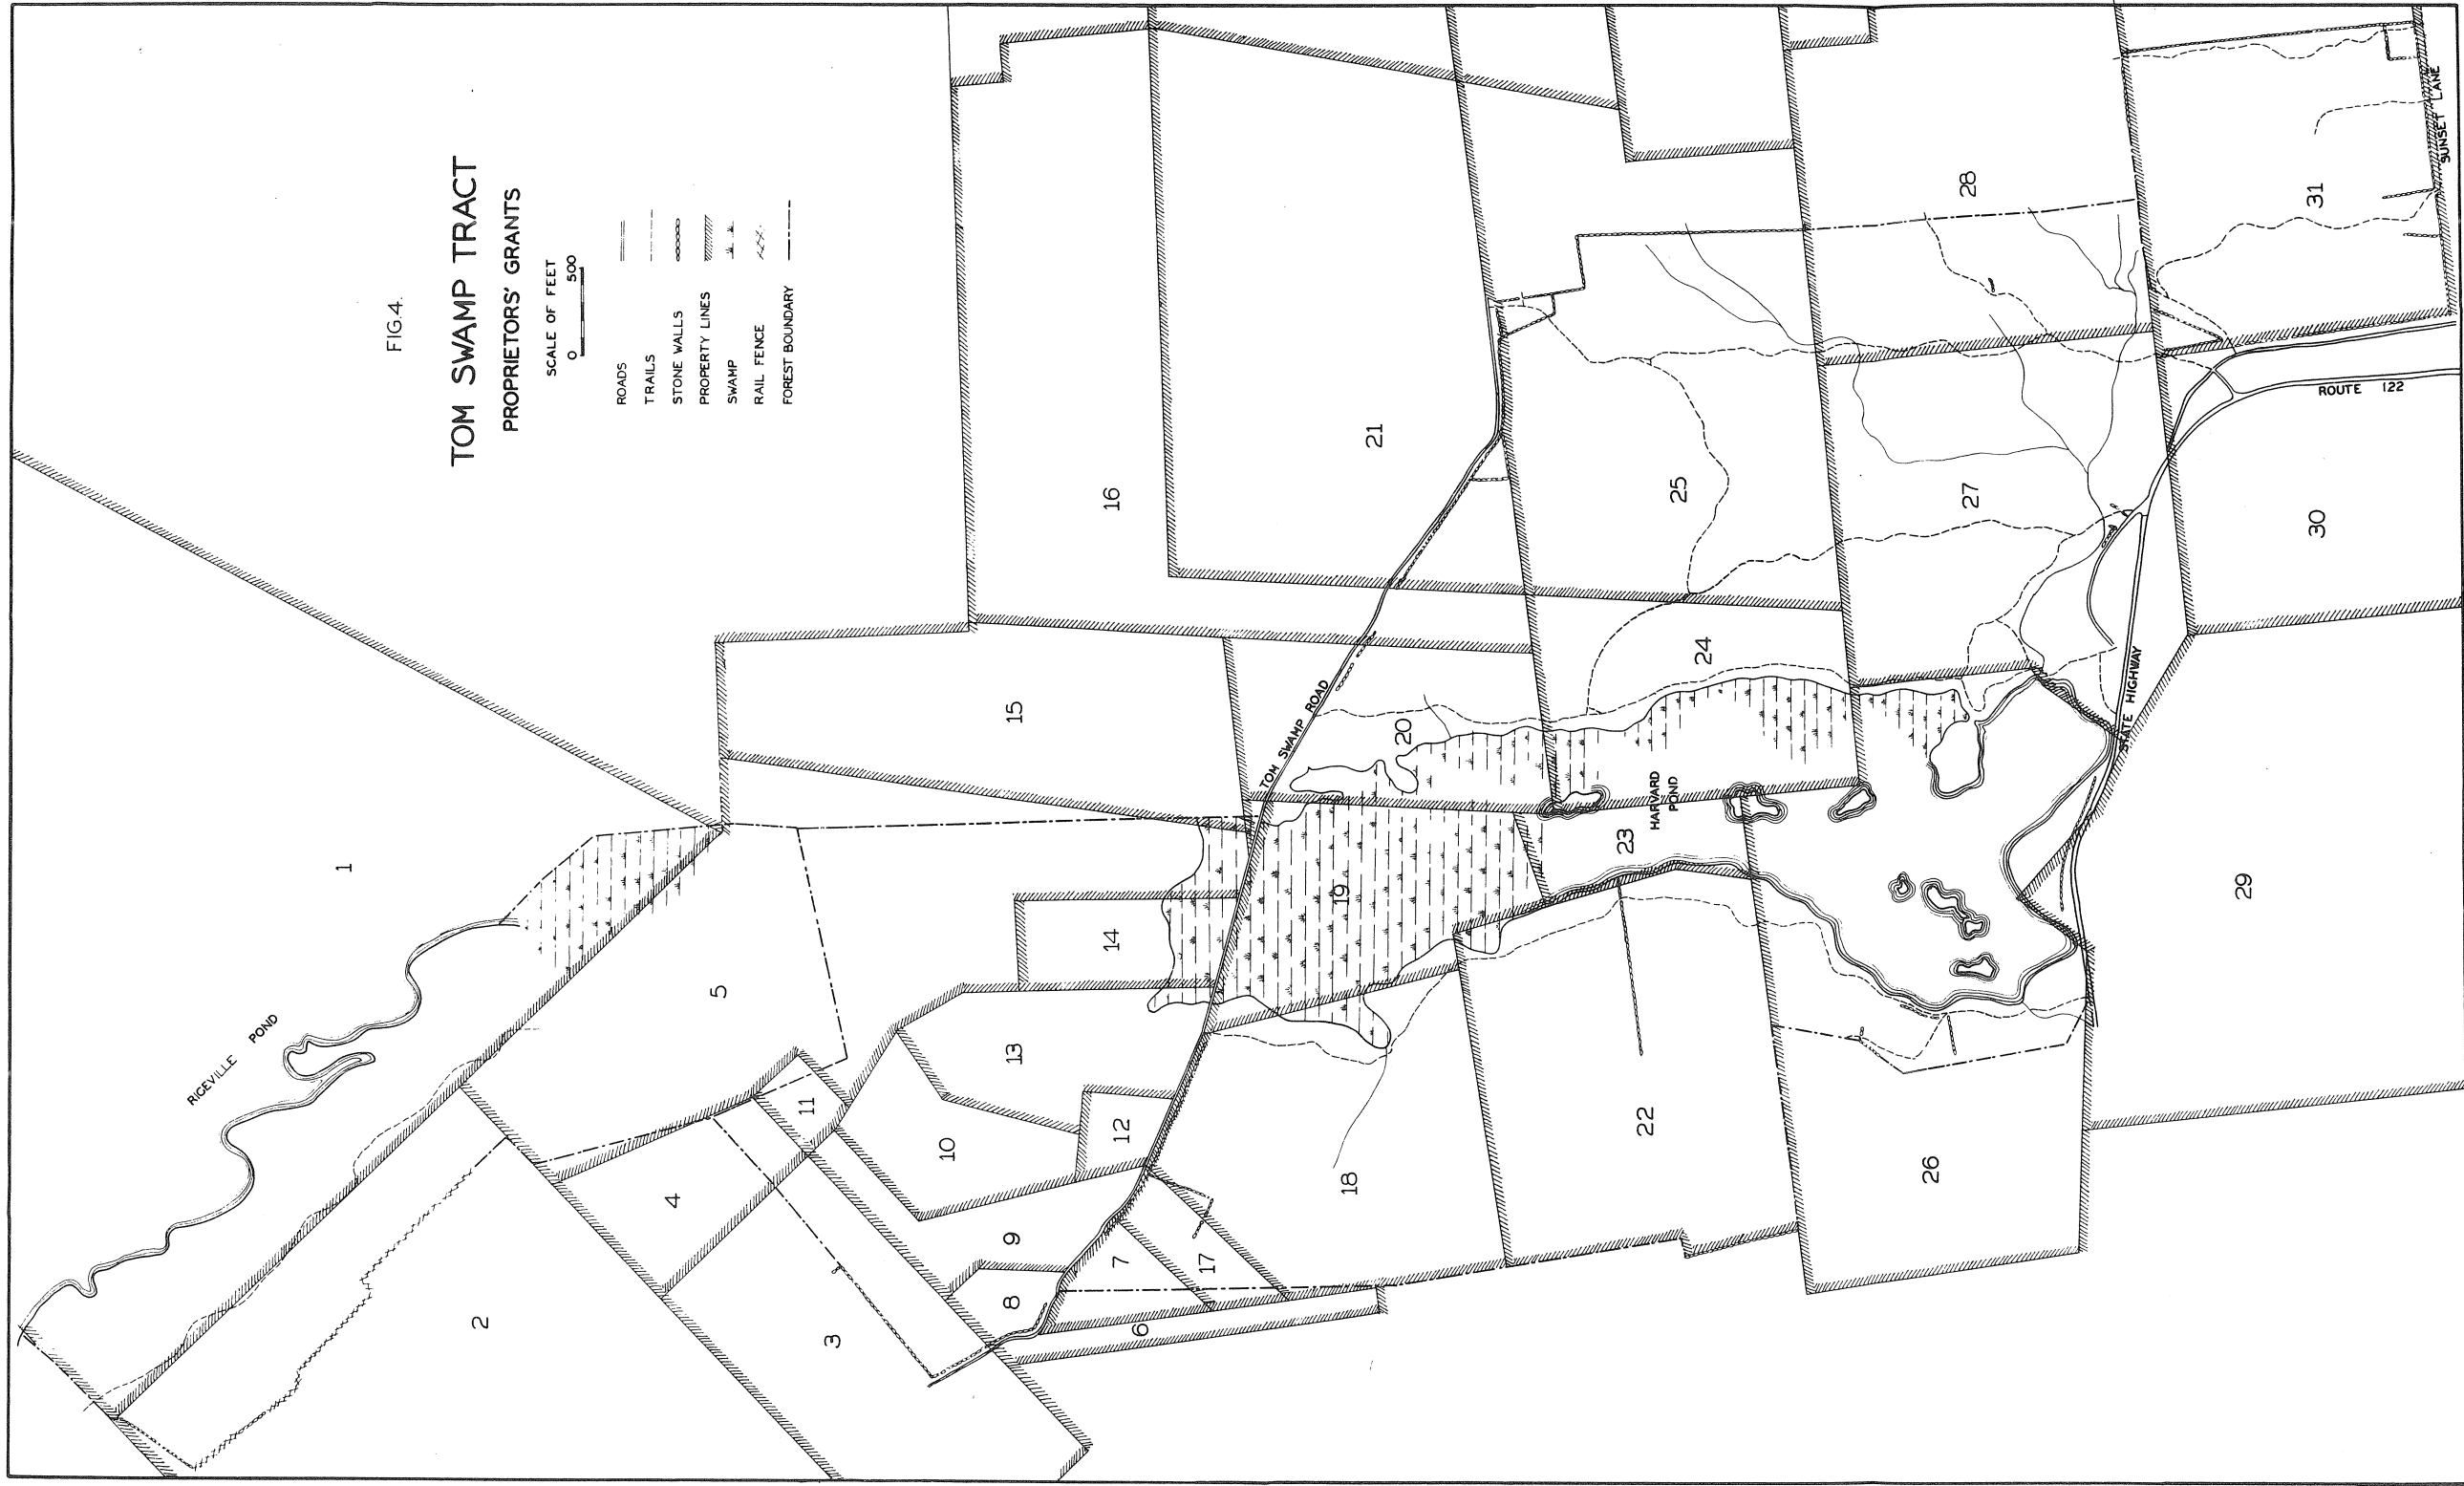 FIG.4.
TOM SWAMP TRACT
PROPRIETORS' GRANTS
SCALE OF FEET
0 500
ROADS
TRAILS
STONE WALLS
PROPERTY LINES
SWAMP
RAIL FENCE
FOREST BOUNDARY
RICEVILLE POND
TOM SWAMP ROAD
HARVARD
POND
STATE HIGHWAY
ROUTE 122
SUNSET LANE
1
2
3
4
5
6
7
8
9
10
11
12
13
14
15
16
17
18
19
20
21
22
23
24
25
26
27
28
29
30
31